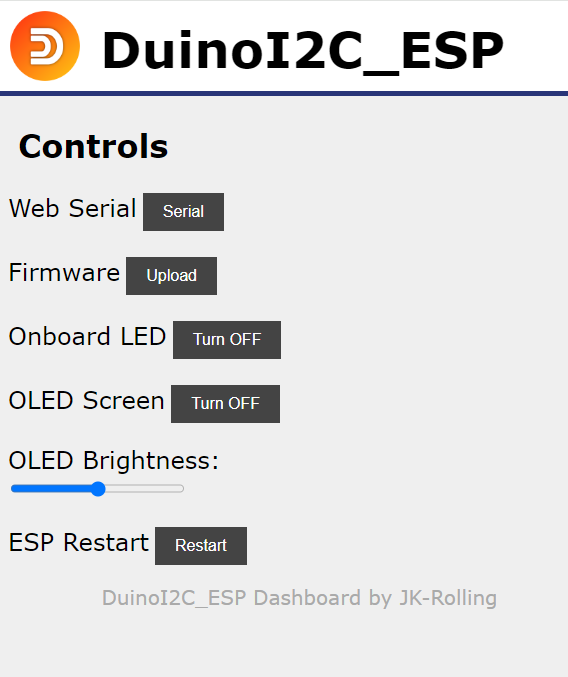 DuinoI2C_ESP
Controls
Web Serial Serial
Firmware Upload
Onboard LED Turn OFF
OLED Screen Turn OFF
OLED Brightness:
ESP Restart Restart
DuinoI2C_ESP Dashboard by JK-Rolling